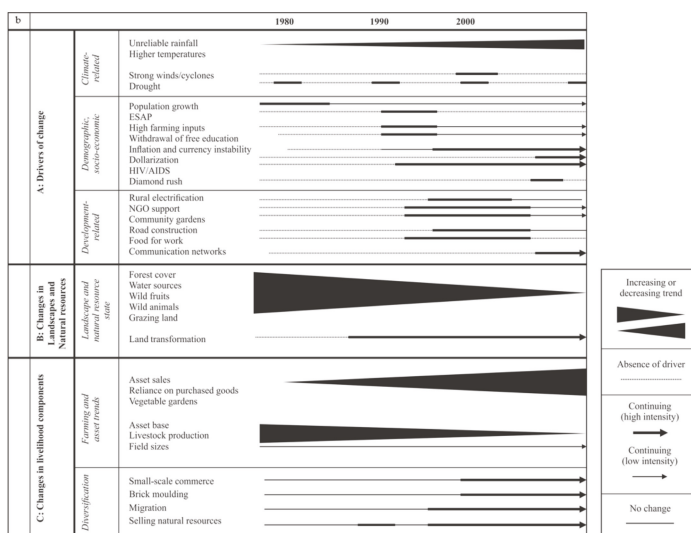 b
1980 1990 2000
A: Drivers of change
Climate-
related
Unreliable rainfall
Higher temperatures
Strong winds/cyclones
Drought
Demographic,
socio-economic
Population growth
ESAP
High farming inputs
Withdrawal of free education
Inflation and currency instability
Dollarization
HIV/AIDS
Diamond rush
Development-
related
Rural electrification
NGO support
Community gardens
Road construction
Food for work
Communication networks
B: Changes in
Landscapes and
Natural resources
Landscape and
natural resource
state
Forest cover
Water sources
Wild fruits
Wild animals
Grazing land
Land transformation
C: Changes in livelihood components
Farming and
asset trends
Asset sales
Reliance on purchased goods
Vegetable gardens
Asset base
Livestock production
Field sizes
Diversification
Small-scale commerce
Brick moulding
Migration
Selling natural resources
Increasing or
decreasing trend
Absence of driver
Continuing
(high intensity)
Continuing
(low intensity)
No change